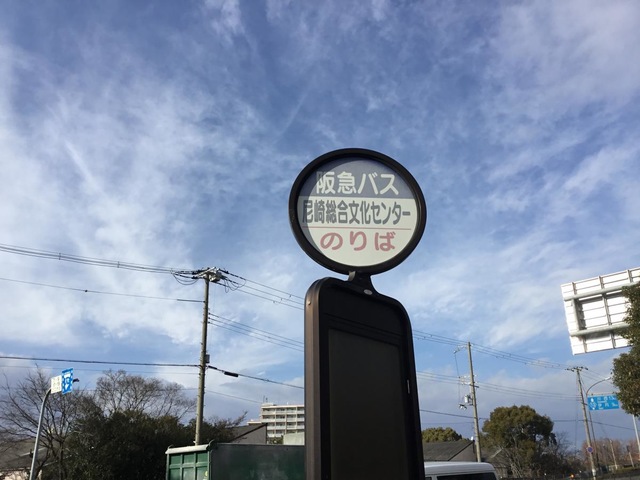 阪急バス
尼崎総合文化センター
のりば